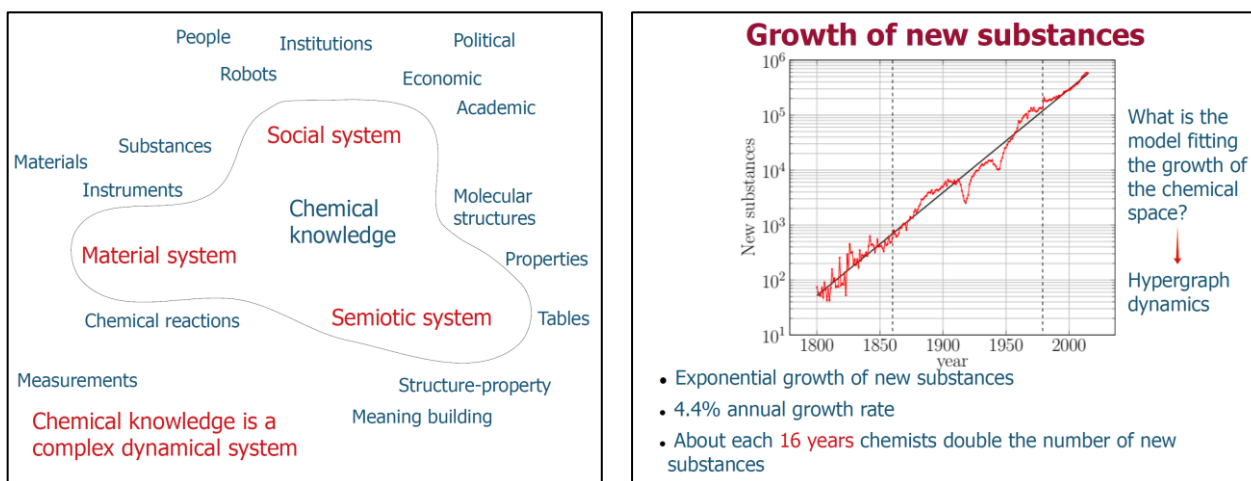 People
Institutions
Political
Robots
Economic
Academic
Social system
Substances
Materials
Instruments
Molecular
structures
Chemical
knowledge
Material system
Properties
Chemical reactions
Semiotic system
Tables
Measurements
Structure-property
Meaning building
Chemical knowledge is a
complex dynamical system
Growth of new substances
10^6
10^5
10^4
10^3
10^2
10^1
New substances
1800
1850
1900
1950
2000
year
What is the
model fitting
the growth of
the chemical
space?
Hypergraph
dynamics
• Exponential growth of new substances
• 4.4% annual growth rate
• About each 16 years chemists double the number of new
substances